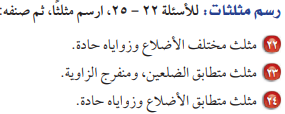 رسم مثلثات: للأسئلة ٢٢ - ٢٥، ارسم مثلثًا، ثم صنفه:
٢٢ مثلث مختلف الأضلاع وزواياه حادة.
٢٣ مثلث متطابق الضلعين، ومنفرج الزاوية.
٢٤ مثلث متطابق الأضلاع وزواياه حادة.